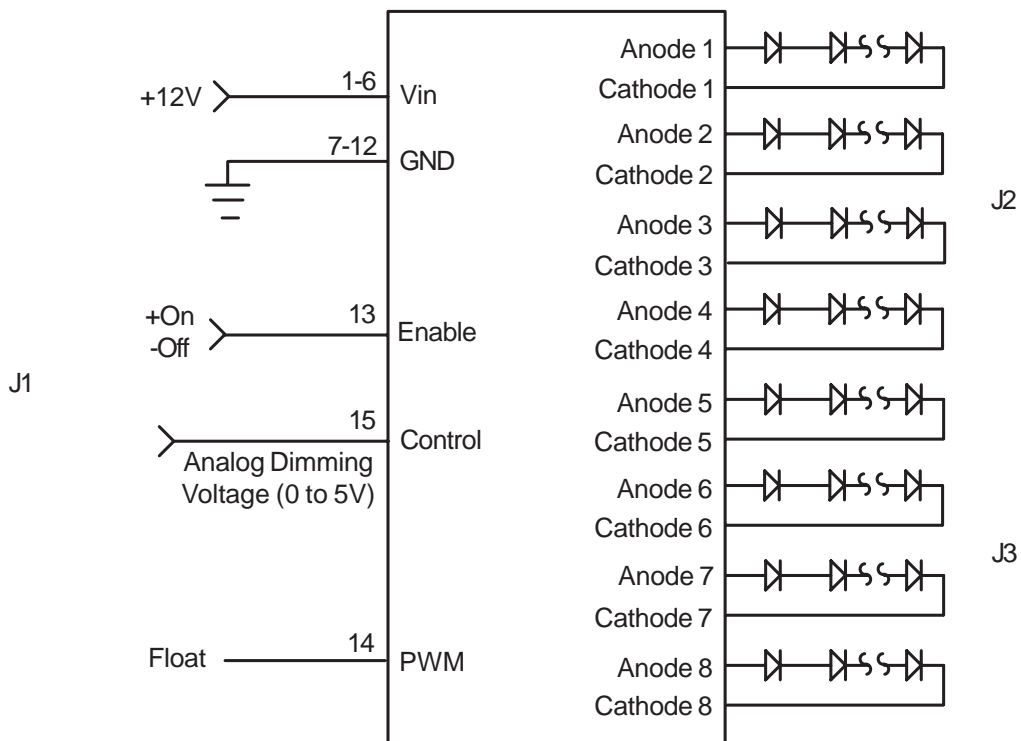 J1
+12V
1-6
Vin
7-12
GND
+On
-Off
13
Enable
15
Control
Analog Dimming
Voltage (0 to 5V)
Float
14
PWM
Anode 1
Cathode 1
Anode 2
Cathode 2
Anode 3
Cathode 3
Anode 4
Cathode 4
Anode 5
Cathode 5
Anode 6
Cathode 6
Anode 7
Cathode 7
Anode 8
Cathode 8
J2
J3